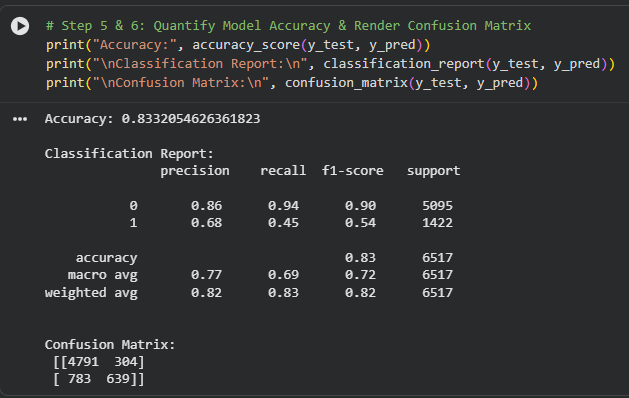 # Step 5 & 6: Quantify Model Accuracy & Render Confusion Matrix
print("Accuracy:", accuracy_score(y_test, y_pred))
print("\nClassification Report:\n", classification_report(y_test, y_pred))
print("\nConfusion Matrix:\n", confusion_matrix(y_test, y_pred))
Accuracy: 0.8332054626361823
Classification Report:
precision recall f1-score support
0 0.86 0.94 0.90 5095
1 0.68 0.45 0.54 1422
accuracy 0.83 6517
macro avg 0.77 0.69 0.72 6517
weighted avg 0.82 0.83 0.82 6517
Confusion Matrix:
[[4791 304]
[ 783 639]]